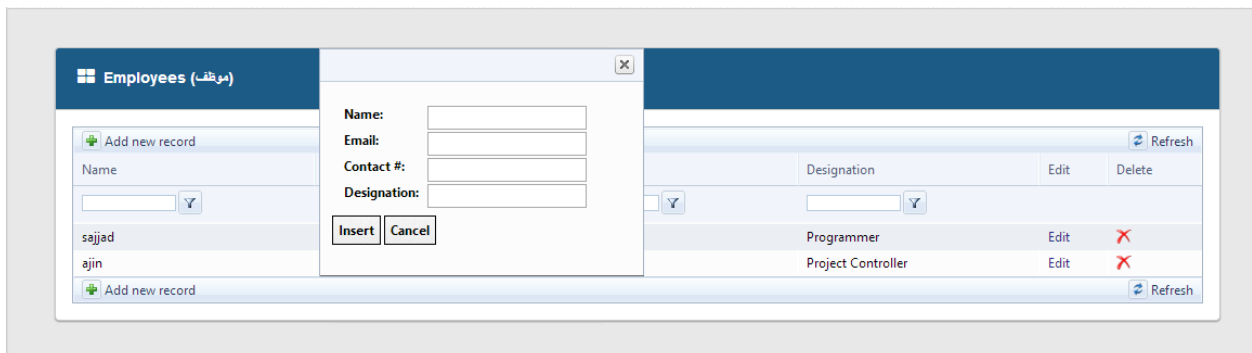 Employees (موظف)
Name:
Email:
Contact #:
Designation:
Insert Cancel
Add new record Refresh
Name Designation Edit Delete
sajjad Programmer Edit
ajin Project Controller Edit
Add new record Refresh